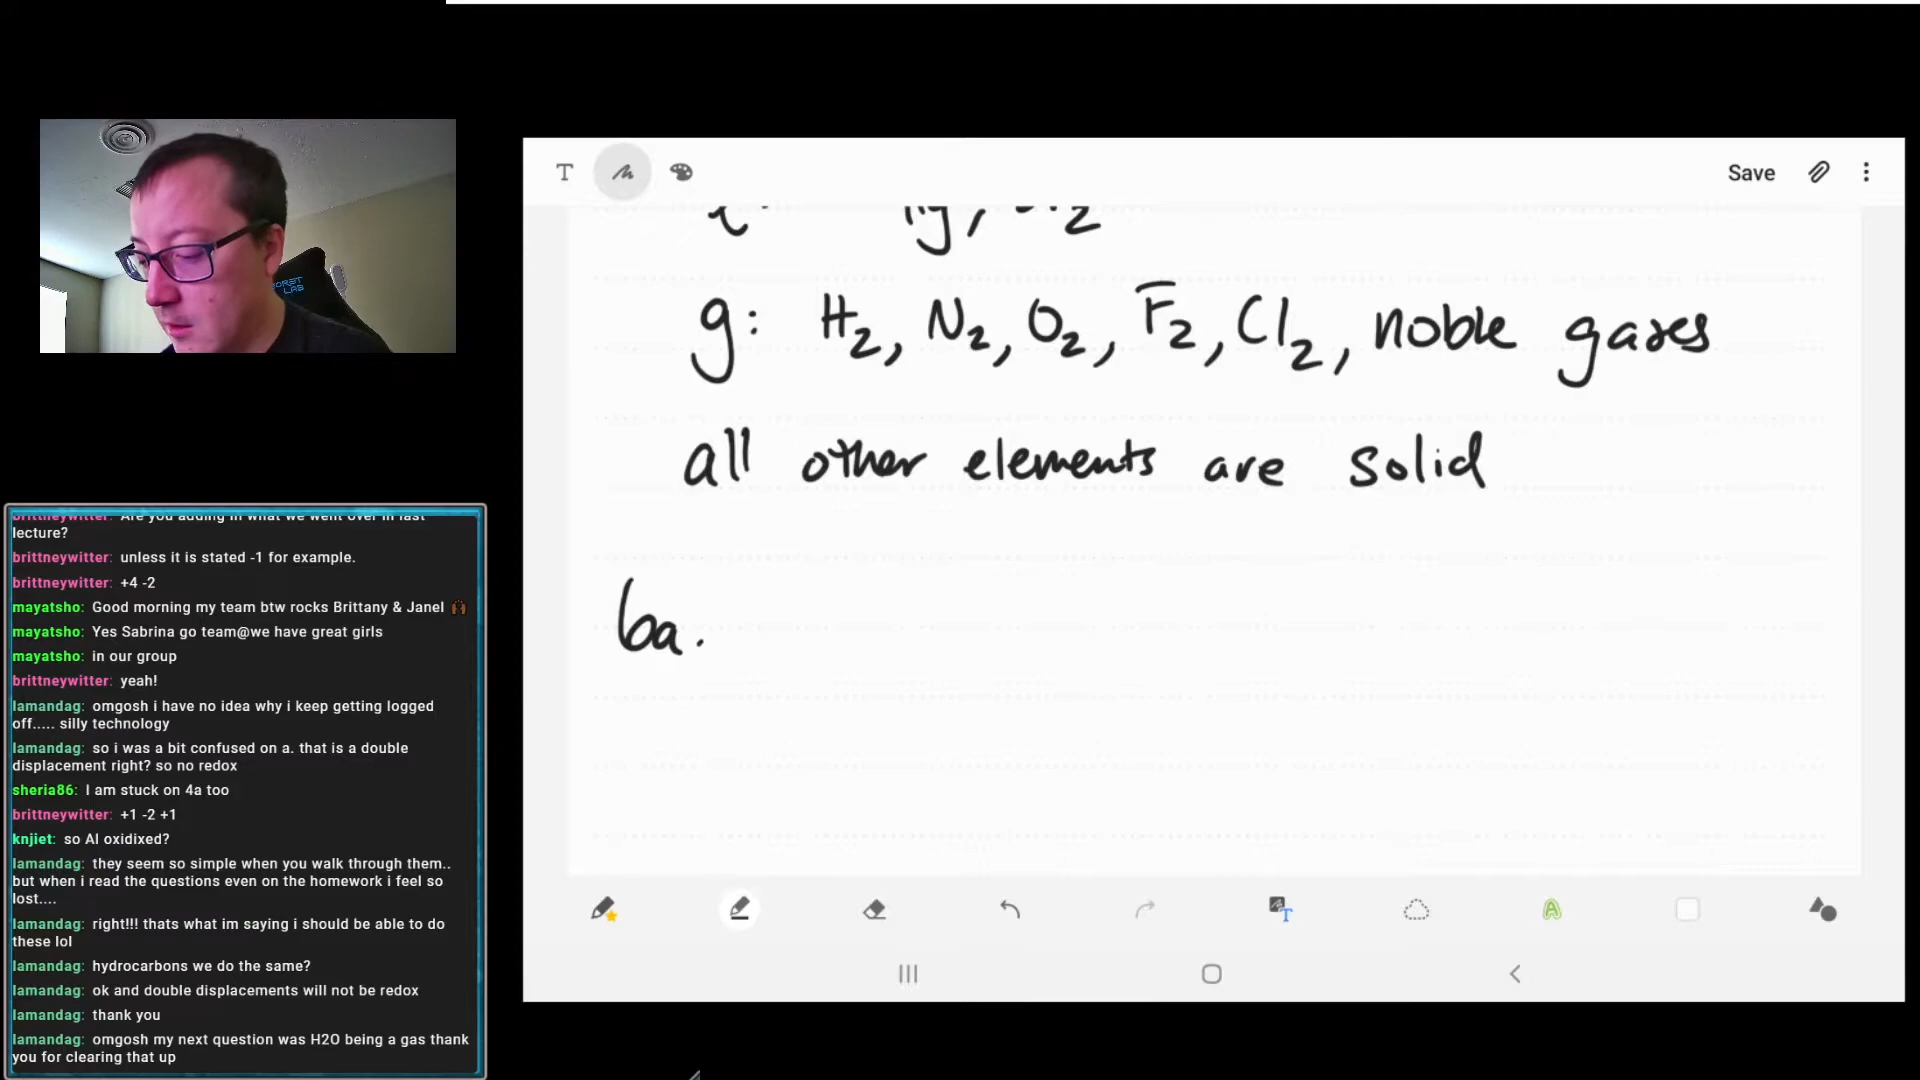 T
Save
g: H2, N2, O2, F2, Cl2, noble gases
all other elements are solid
6a.
lecture?
brittneywitter: unless it is stated -1 for example.
brittneywitter: +4 -2
mayatsho: Good morning my team btw rocks Brittany & Janel
mayatsho: Yes Sabrina go team@we have great girls
mayatsho: in our group
brittneywitter: yeah!
lamandag: omgosh i have no idea why i keep getting logged
off..... silly technology
lamandag: so i was a bit confused on a. that is a double
displacement right? so no redox
sheria86: I am stuck on 4a too
brittneywitter: +1 -2 +1
knjiet: so Al oxidixed?
lamandag: they seem so simple when you walk through them..
but when i read the questions even on the homework i feel so
lost....
lamandag: right!!! thats what im saying i should be able to do
these lol
lamandag: hydrocarbons we do the same?
lamandag: ok and double displacements will not be redox
lamandag: thank you
lamandag: omgosh my next question was H2O being a gas thank
you for clearing that up